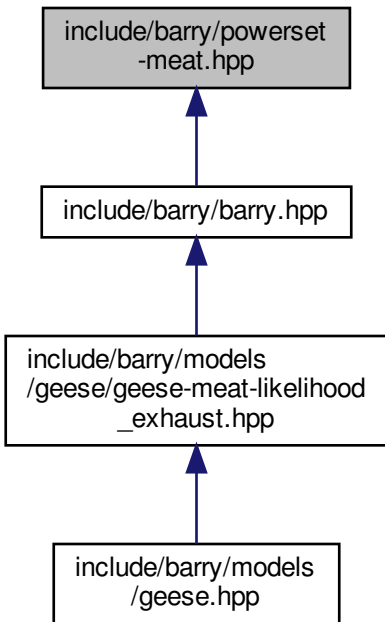 include/barry/powerset
-meat.hpp
include/barry/barry.hpp
include/barry/models
/geese/geese-meat-likelihood
_exhaust.hpp
include/barry/models
/geese.hpp